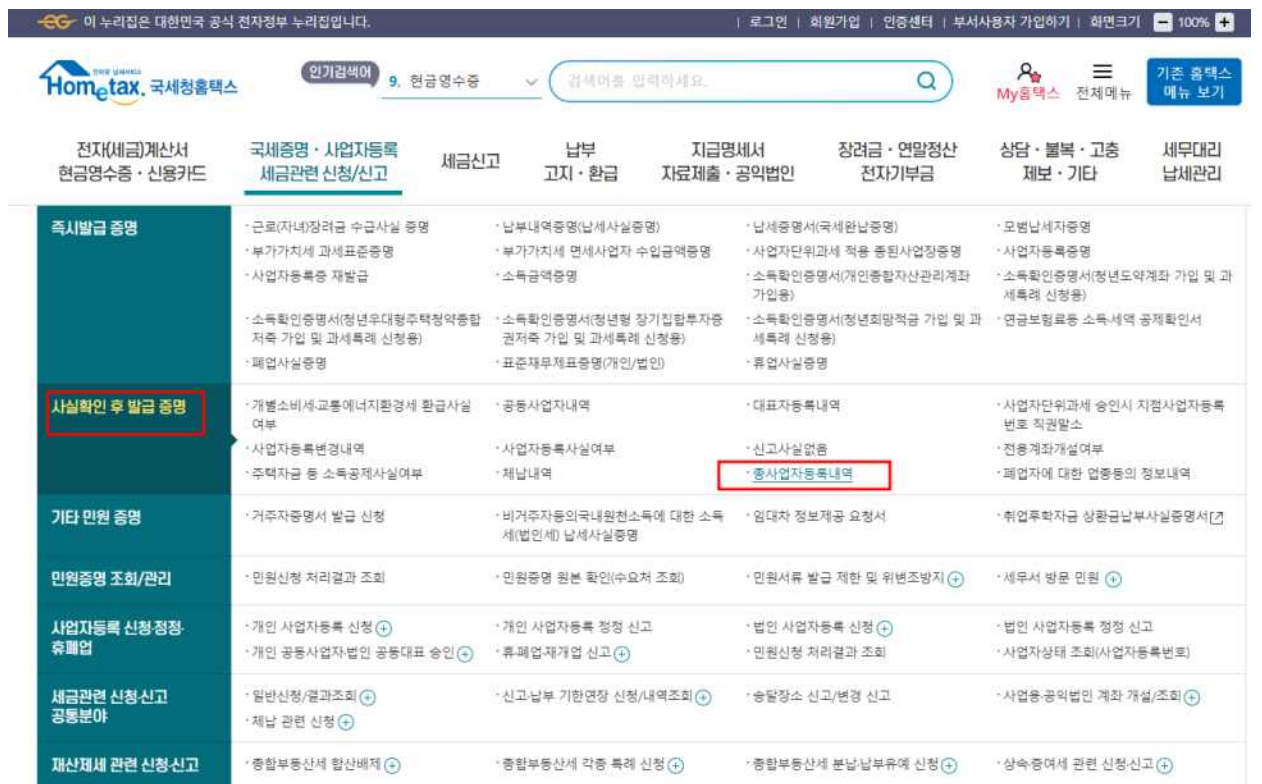 이 누리집은 대한민국 공식 전자정부 누리집입니다.
로그인 | 회원가입 | 인증센터 | 부서사용자 가입하기 | 화면크기 100%
Hometax. 국세청홈택스
인기검색어 9. 현금영수증
검색어를 입력하세요.
My홈택스 전체메뉴
기존 홈택스
메뉴 보기
전자(세금)계산서
현금영수증·신용카드
국세증명·사업자등록
세금관련 신청/신고
세금신고
납부
고지·환급
지급명세서
자료제출·공익법인
장려금·연말정산
전자기부금
상담·불복·고충
제보·기타
세무대리
납세관리
즉시발급 증명
·근로(자녀)장려금 수급사실 증명
·납부내역증명(납세사실증명)
·납세증명서(국세완납증명)
·모범납세자증명
·부가가치세 과세표준증명
·부가가치세 면세사업자 수입금액증명
·사업자단위과세 적용 종된사업장증명
·사업자등록증명
·사업자등록증 재발급
·소득금액증명
·소득확인증명서(개인종합자산관리계좌
가입용)
·소득확인증명서(청년도약계좌 가입 및 과
세특례 신청용)
·소득확인증명서(청년우대형주택청약종합
저축 가입 및 과세특례 신청용)
·소득확인증명서(청년형 장기집합투자증
권저축 가입 및 과세특례 신청용)
·소득확인증명서(청년희망적금 가입 및 과
세특례 신청용)
·연금보험료등 소득·세액 공제확인서
·폐업사실증명
·표준재무제표증명(개인/법인)
·휴업사실증명
사실확인 후 발급 증명
·개별소비세·교통에너지환경세 환급사실
여부
·공동사업자내역
·대표자등록내역
·사업자단위과세 승인시 지점사업자등록
번호 직권말소
·사업자등록변경내역
·사업자등록사실여부
·신고사실없음
·전용계좌개설여부
·주택자금 등 소득공제사실여부
·체납내역
·종사업자등록내역
·폐업자에 대한 업종등의 정보내역
기타 민원 증명
·거주자증명서 발급 신청
·비거주자등의국내원천소득에 대한 소득
세(법인세) 납세사실증명
·임대차 정보제공 요청서
·취업후학자금 상환금납부사실증명서
민원증명 조회/관리
·민원신청 처리결과 조회
·민원증명 원본 확인(수요처 조회)
·민원서류 발급 제한 및 위변조방지
·세무서 방문 민원
사업자등록 신청·정정·
휴폐업
·개인 사업자등록 신청
·개인 사업자등록 정정 신고
·법인 사업자등록 신청
·법인 사업자등록 정정 신고
·개인 공동사업자·법인 공동대표 승인
·휴·폐업·재개업 신고
·민원신청 처리결과 조회
·사업자상태 조회(사업자등록번호)
세금관련 신청·신고
공통분야
·일반신청/결과조회
·신고·납부 기한연장 신청/내역조회
·송달장소 신고/변경 신고
·사업용·공익법인 계좌 개설/조회
·체납 관련 신청
재산제세 관련 신청·신고
·종합부동산세 합산배제
·종합부동산세 각종 특례 신청
·종합부동산세 분납·납부유예 신청
·상속·증여세 관련 신청·신고